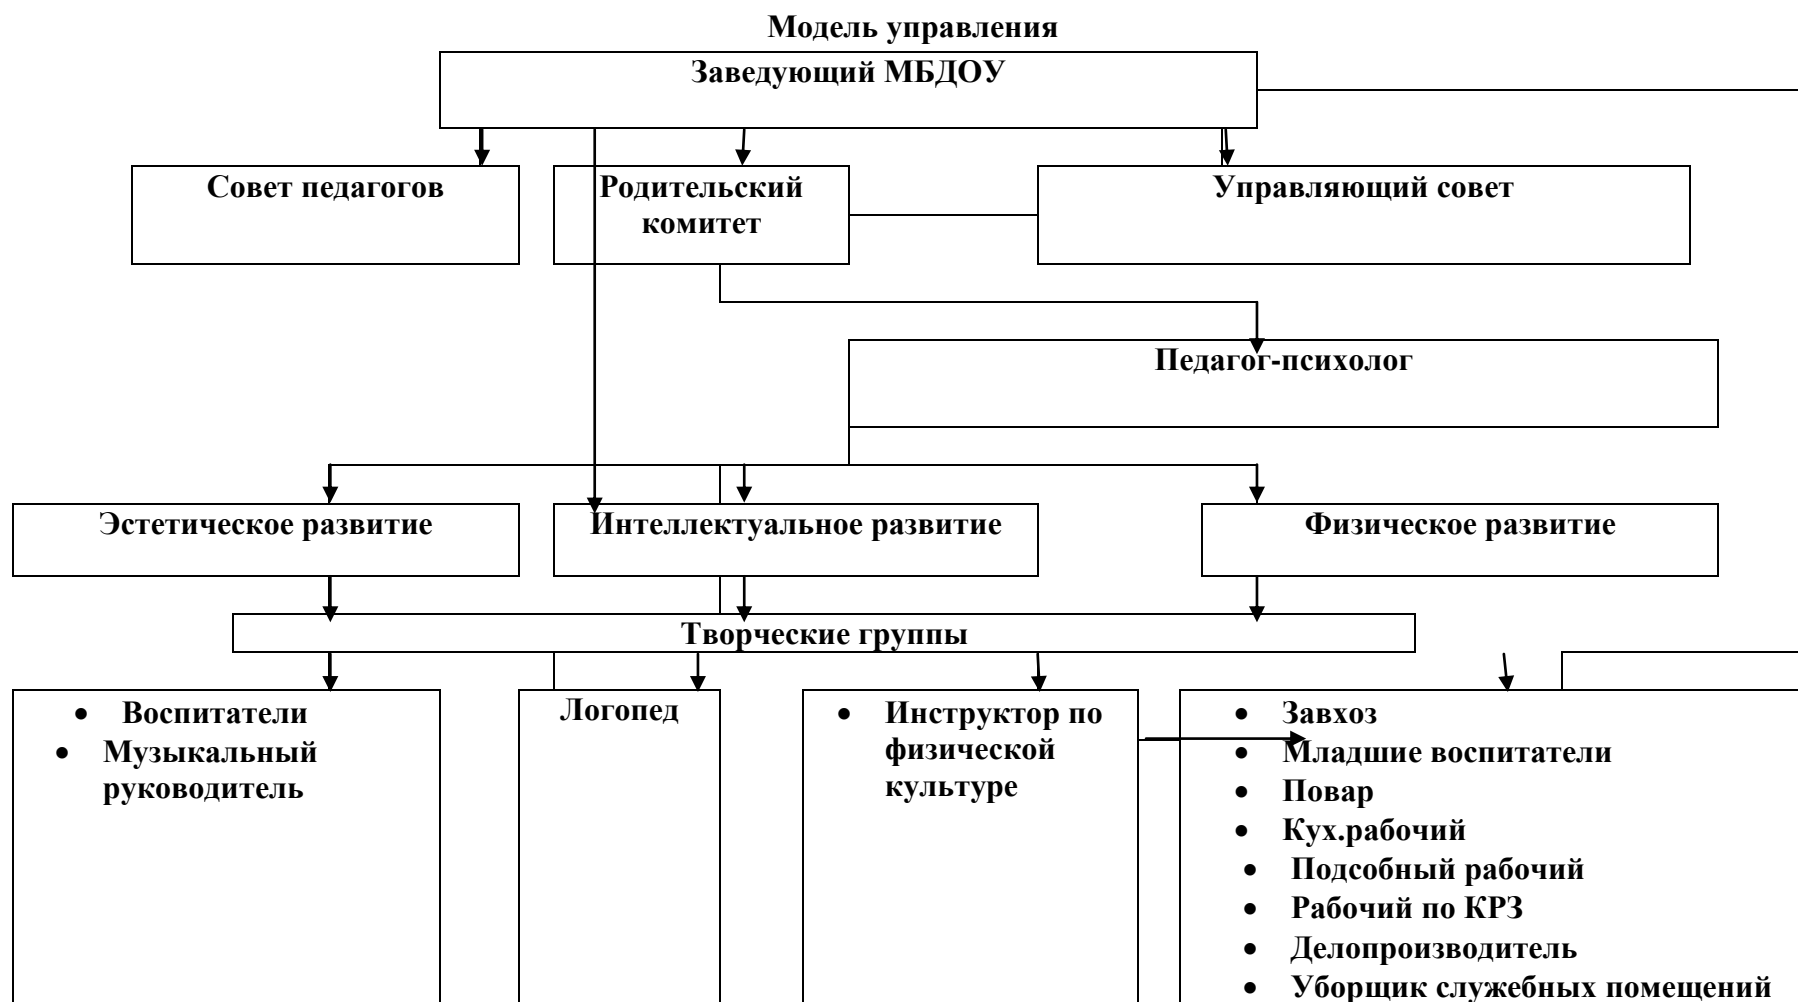 Модель управления
Заведующий МБДОУ
Совет педагогов
Родительский
комитет
Управляющий совет
Педагог-психолог
Эстетическое развитие
Интеллектуальное развитие
Физическое развитие
Творческие группы
• Воспитатели
• Музыкальный
руководитель
Логопед
• Инструктор по
физической
культуре
• Завхоз
• Младшие воспитатели
• Повар
• Кух.рабочий
• Подсобный рабочий
• Рабочий по КРЗ
• Делопроизводитель
• Уборщик служебных помещений